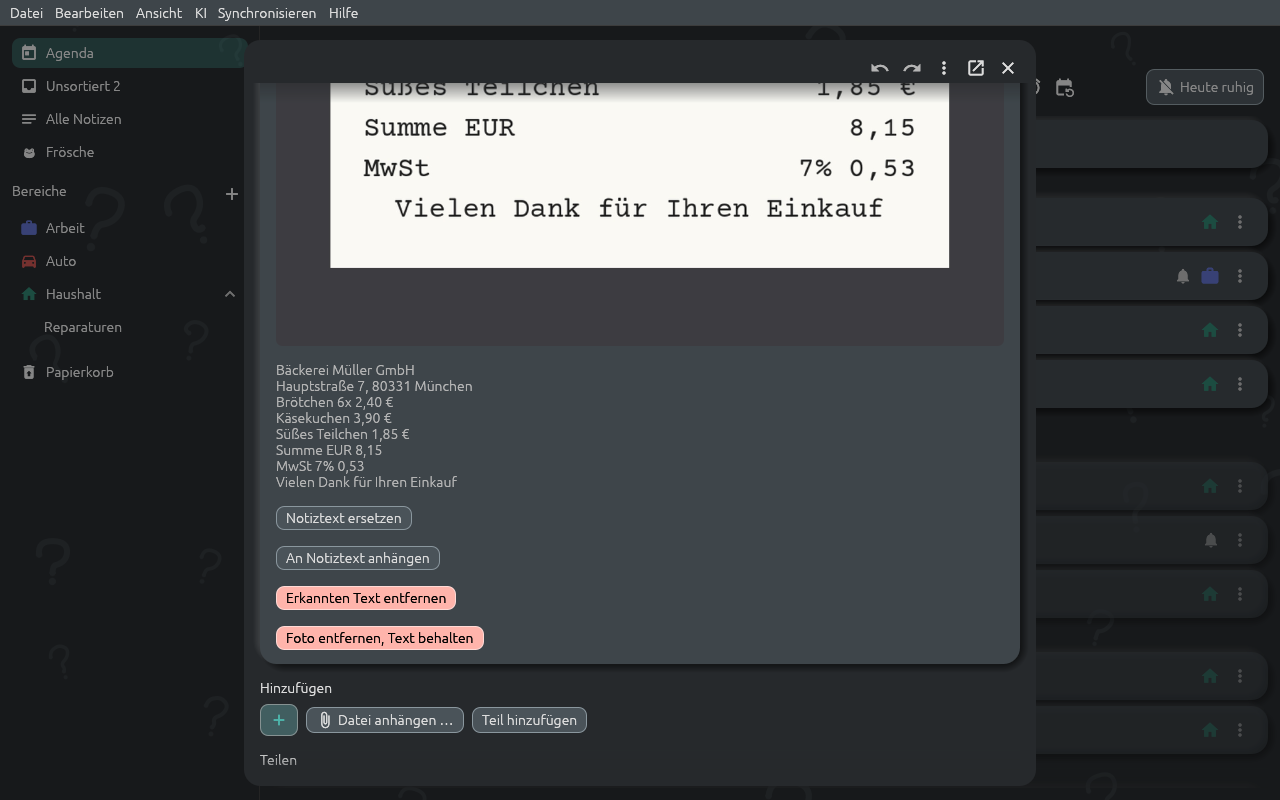 Datei Bearbeiten Ansicht KI Synchronisieren Hilfe
Agenda
Unsortiert 2
Alle Notizen
Frösche
Bereiche
Arbeit
Auto
Haushalt
Reparaturen
Papierkorb
Heute ruhig
Süßes Teilchen 1,85 €
Summe EUR 8,15
MwSt 7% 0,53
Vielen Dank für Ihren Einkauf
Bäckerei Müller GmbH
Hauptstraße 7, 80331 München
Brötchen 6x 2,40 €
Käsekuchen 3,90 €
Süßes Teilchen 1,85 €
Summe EUR 8,15
MwSt 7% 0,53
Vielen Dank für Ihren Einkauf
Notiztext ersetzen
An Notiztext anhängen
Erkannten Text entfernen
Foto entfernen, Text behalten
Hinzufügen
Datei anhängen ...
Teil hinzufügen
Teilen